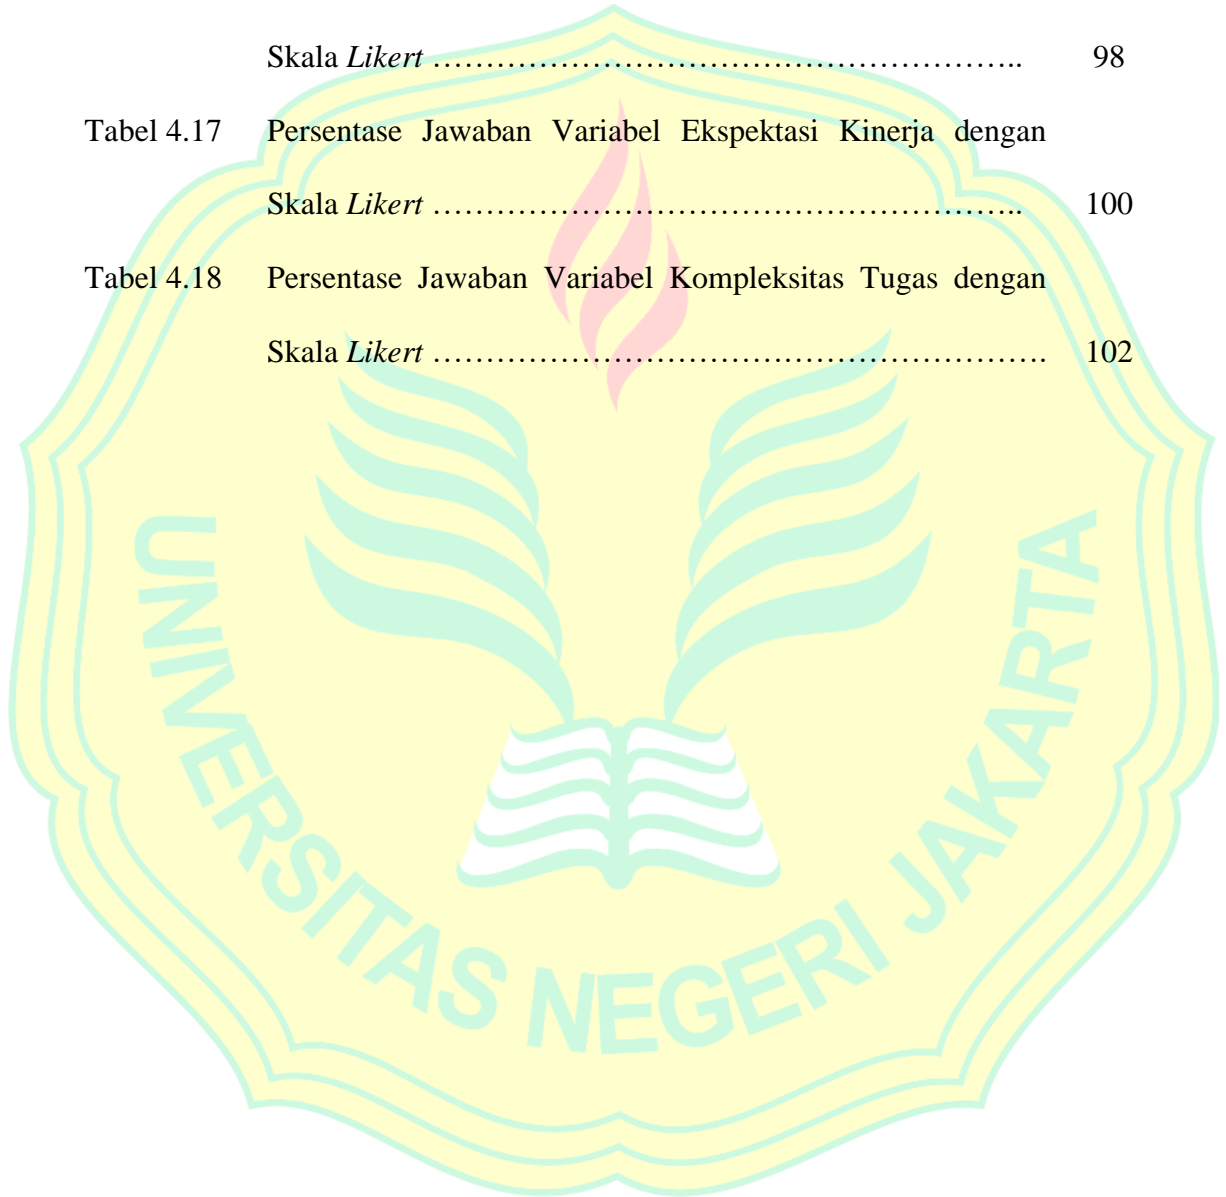 Skala Likert ………………………………………………….. 98
Tabel 4.17 Persentase Jawaban Variabel Ekspektasi Kinerja dengan
Skala Likert ………………………………………………….. 100
Tabel 4.18 Persentase Jawaban Variabel Kompleksitas Tugas dengan
Skala Likert ……………………………………………………. 102
UNIVERSITAS NEGERI JAKARTA